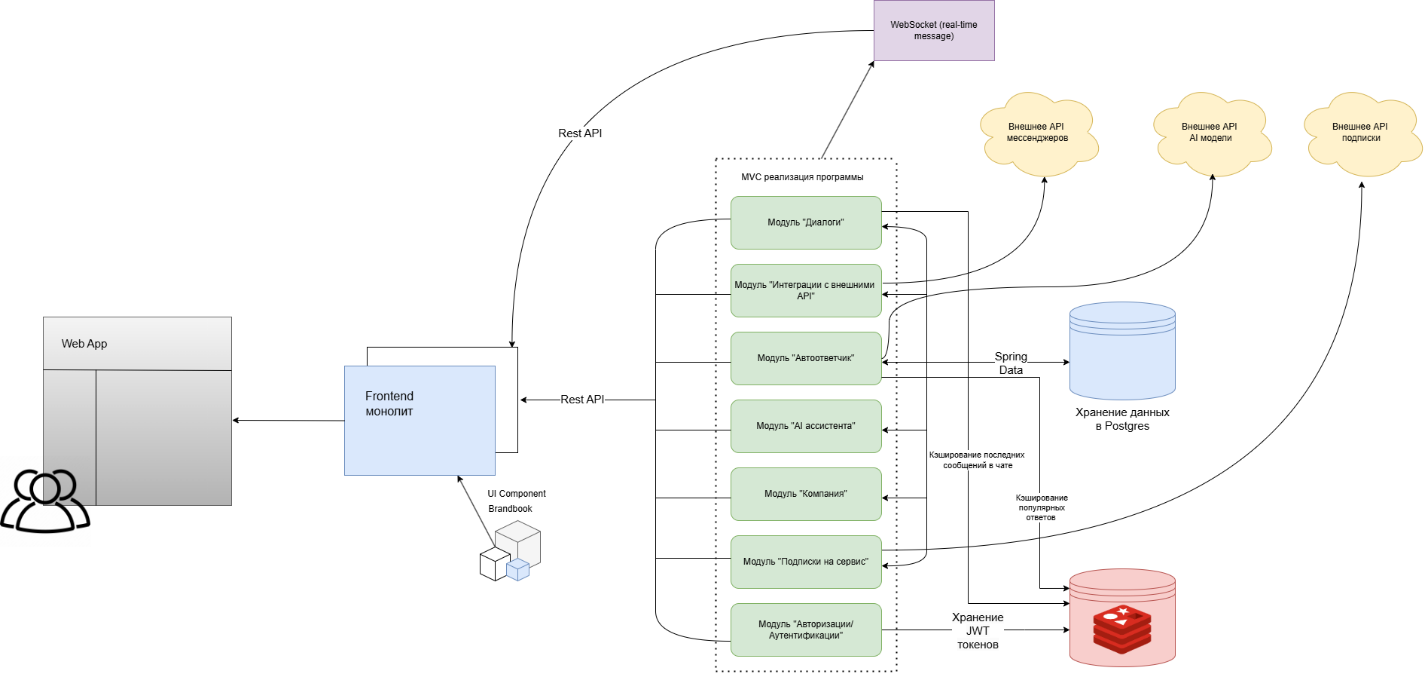 WebSocket (real-time
message)
Rest API
Внешнее API
мессенджеров
Внешнее API
AI модели
Внешнее API
подписки
MVC реализация программы
Модуль "Диалоги"
Модуль "Интеграции с внешними
API"
Модуль "Автоответчик"
Модуль "AI ассистента"
Модуль "Компания"
Модуль "Подписки на сервис"
Модуль "Авторизации/
Аутентификации"
Web App
Frontend
монолит
Rest API
UI Component
Brandbook
Spring
Data
Хранение данных
в Postgres
Кэширование последних
сообщений в чате
Кэширование
популярных
ответов
Хранение
JWT
токенов